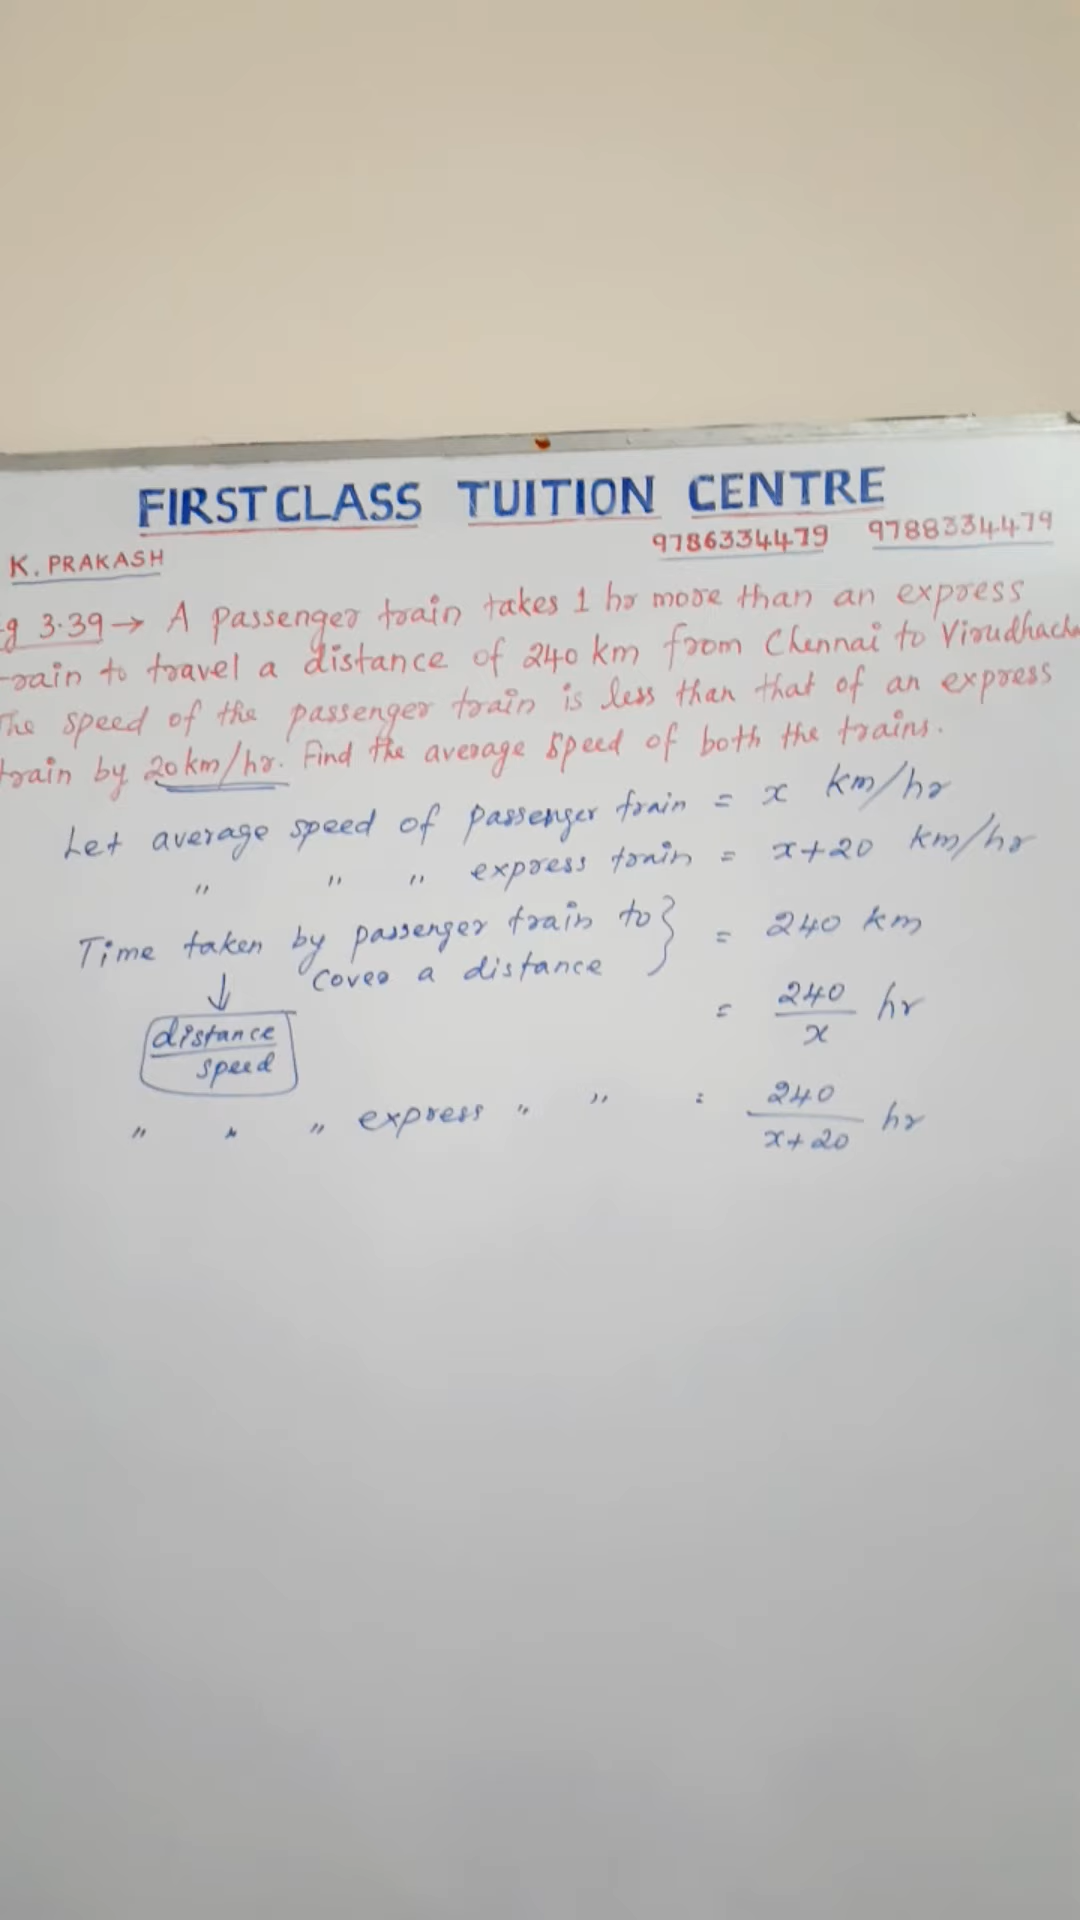 FIRST CLASS TUITION CENTRE
K. PRAKASH 9786334479 9788334479
g 3.39 → A passenger train takes 1 hr more than an express
rain to travel a distance of 240 km from Chennai to Virudhacha
The speed of the passenger train is less than that of an express
train by 20 km/hr. Find the average speed of both the trains.
Let average speed of passenger train = x km/hr
" " " express train = x+20 km/hr
Time taken by passenger train to } = 240 km
cover a distance
↓ = 240/x hr
distance/speed
" " " express " " = 240/x+20 hr